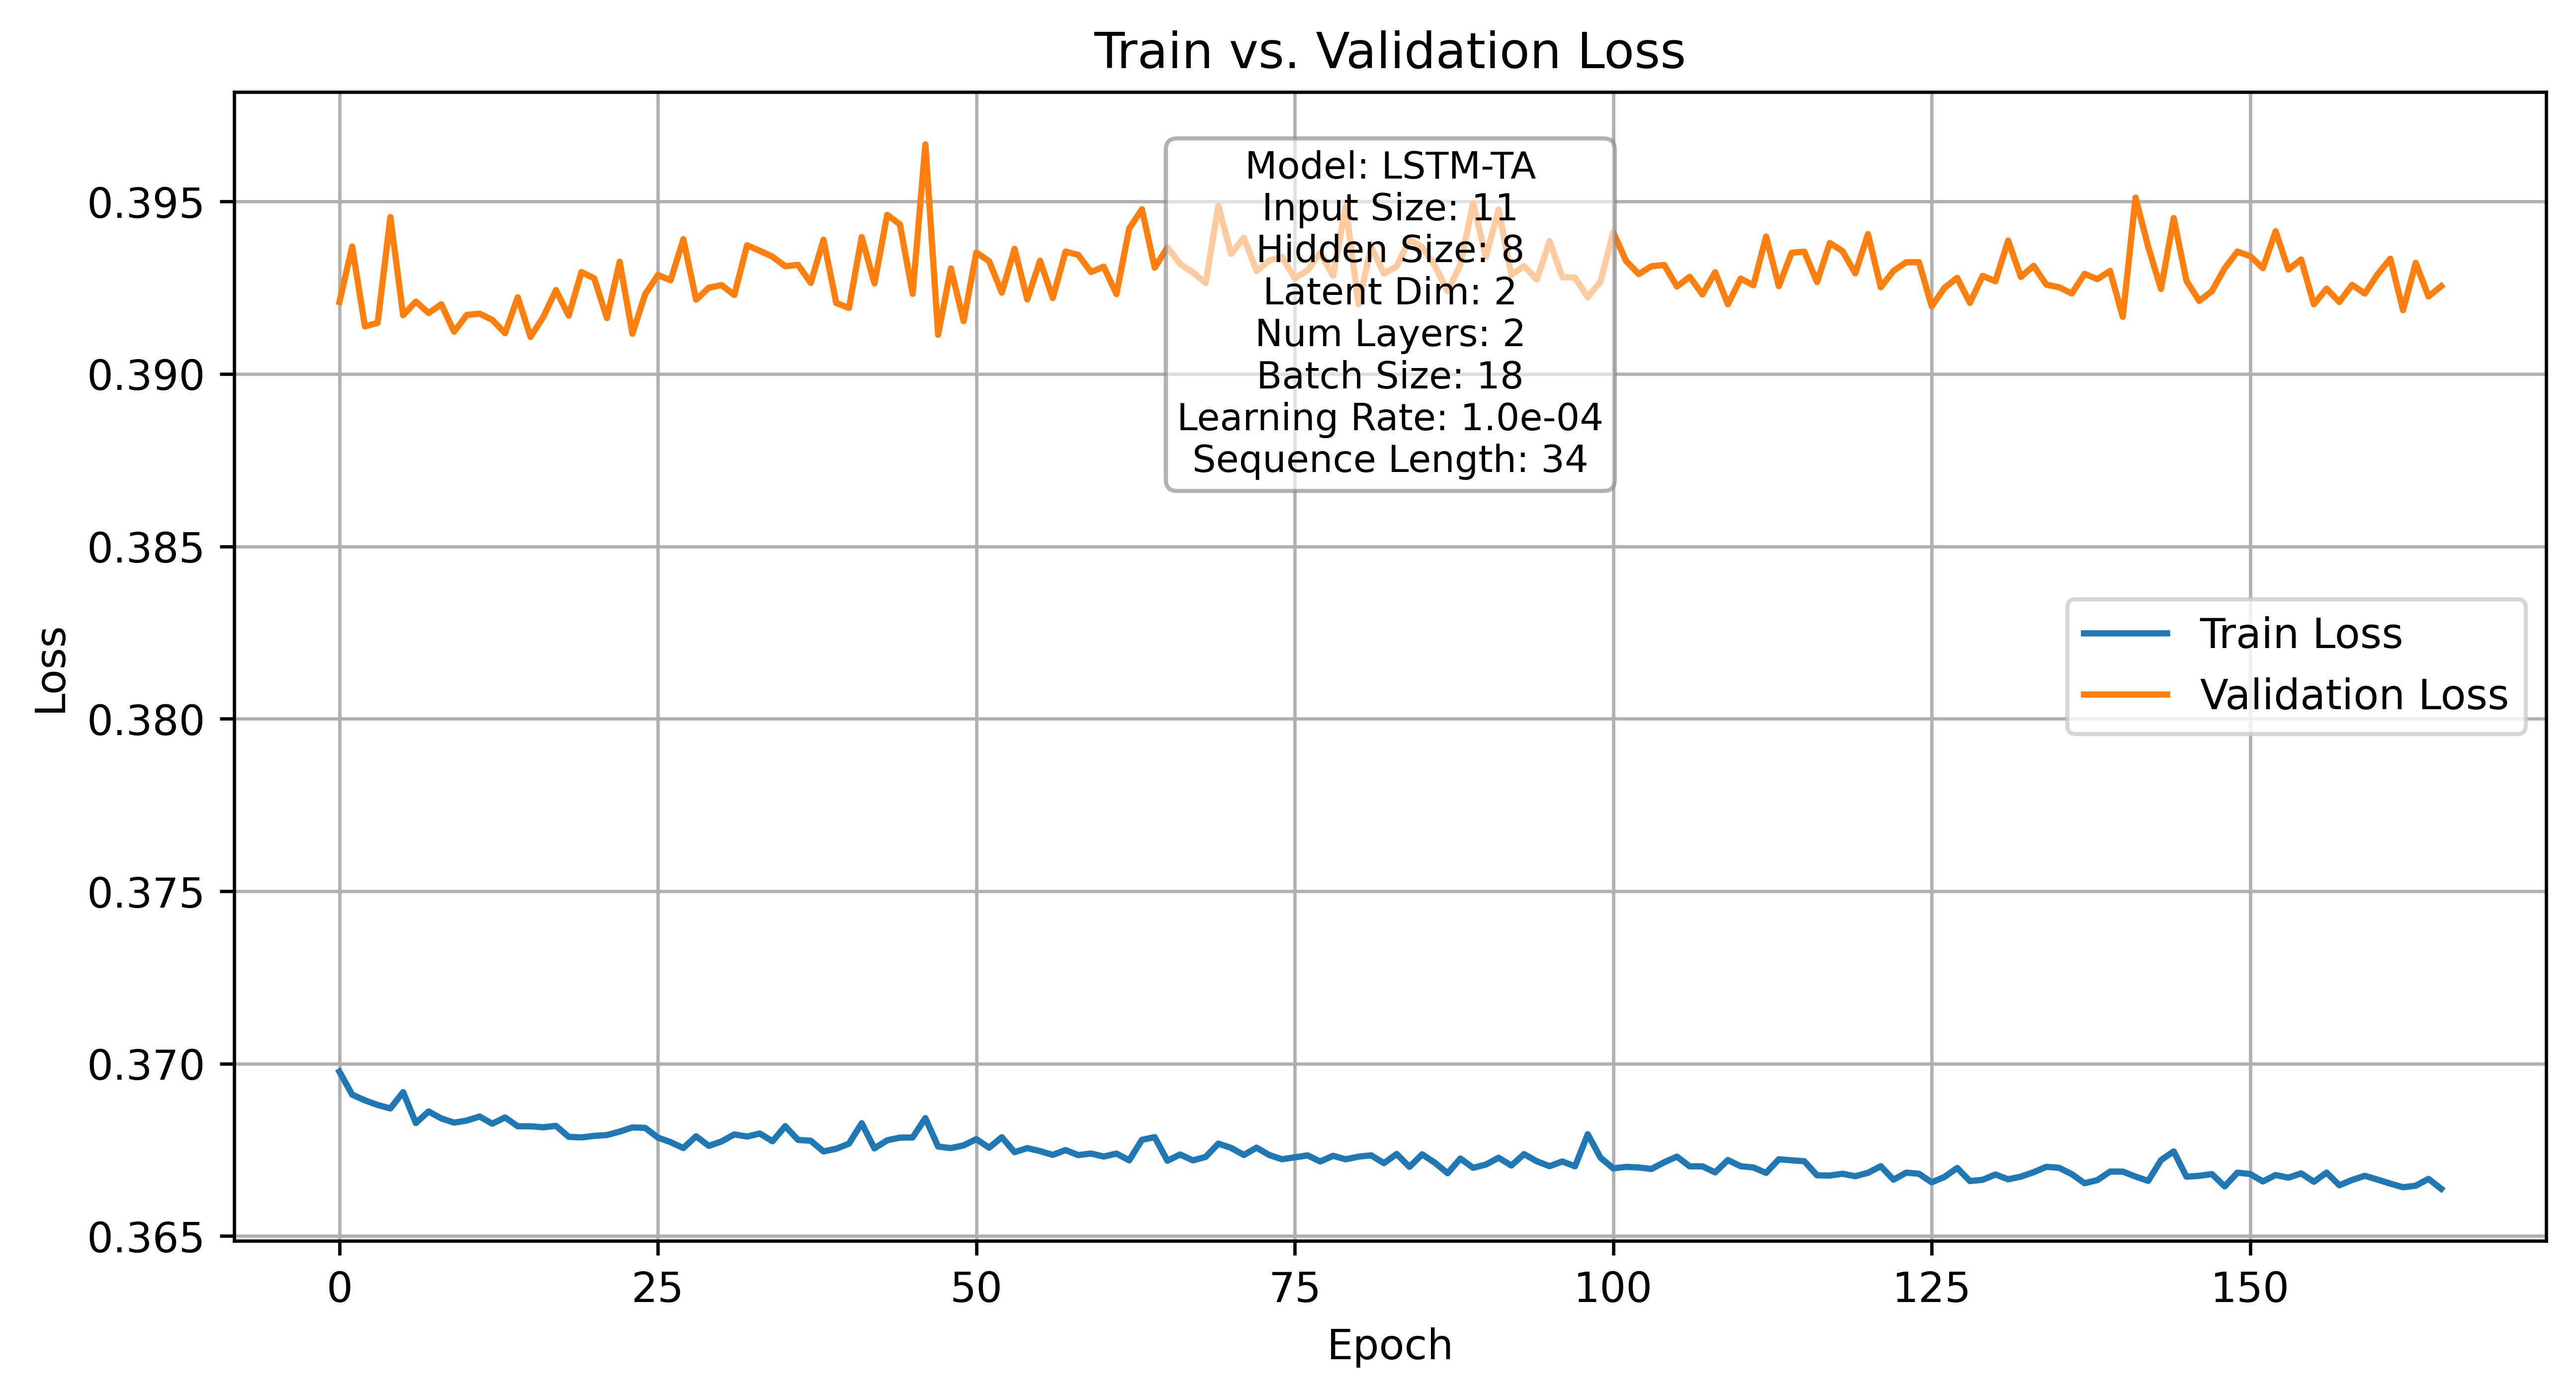 Train vs. Validation Loss
Model: LSTM-TA
Input Size: 11
Hidden Size: 8
Latent Dim: 2
Num Layers: 2
Batch Size: 18
Learning Rate: 1.0e-04
Sequence Length: 34
0.395
0.390
0.385
0.380
0.375
0.370
0.365
Loss
Train Loss
Validation Loss
0 25 50 75 100 125 150
Epoch